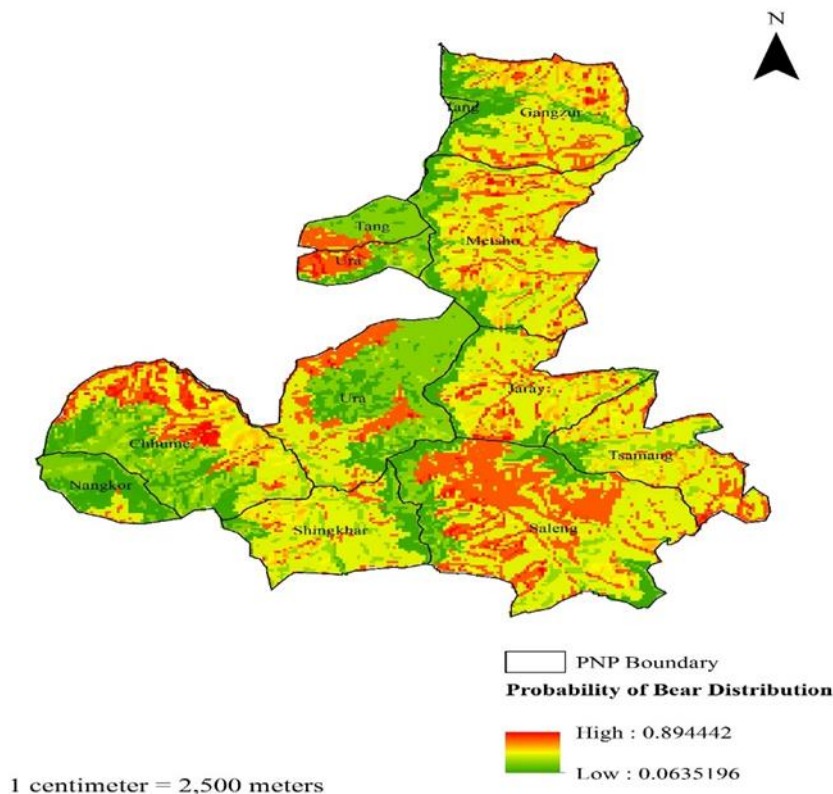 N
Tang
Gangzur
Tang
Metsho
Ura
Jaray
Ura
Chhume
Tsamang
Nangkor
Shingkhar
Saleng
PNP Boundary
Probability of Bear Distribution
High : 0.894442
Low : 0.0635196
1 centimeter = 2,500 meters